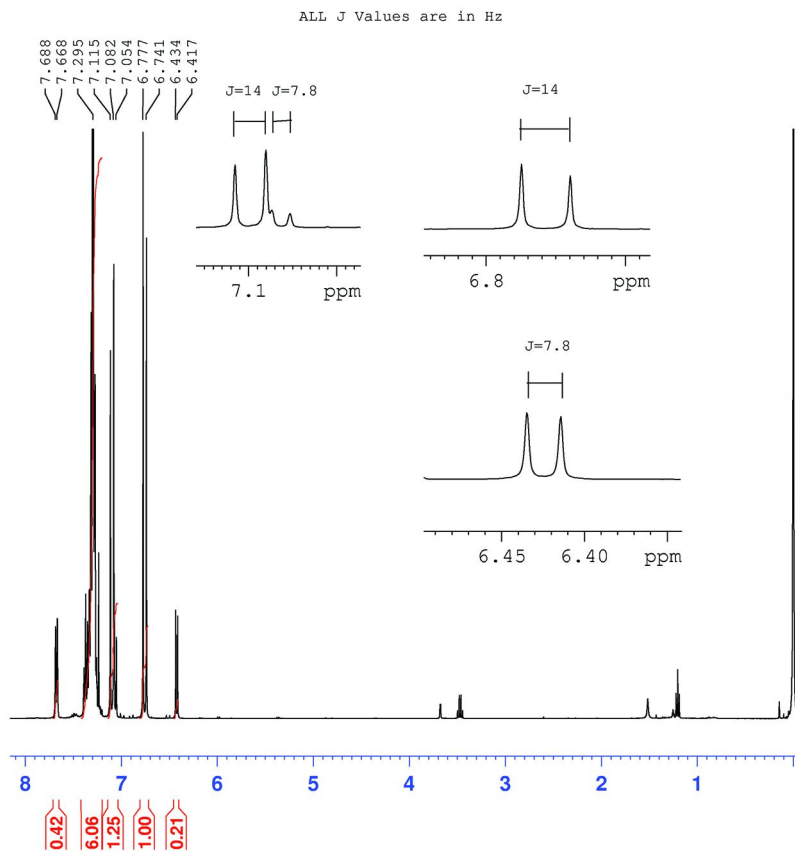 ALL J Values are in Hz
7.688
7.668
7.295
7.115
7.082
7.054
6.777
6.741
6.434
6.417
J=14 J=7.8
J=14
7.1 ppm
6.8 ppm
J=7.8
6.45 6.40 ppm
8 7 6 5 4 3 2 1
0.42
6.06
1.25
1.00
0.21